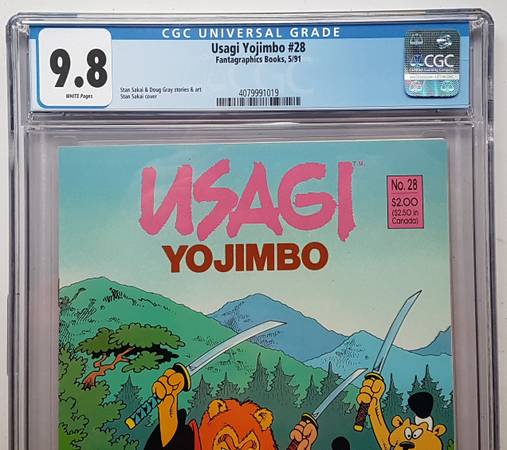 CGC UNIVERSAL GRADE
9.8
WHITE Pages
Usagi Yojimbo #28
Fantagraphics Books, 5/91
Stan Sakai & Doug Gray stories & art
Stan Sakai cover
4079991019
CGC
USAGI
T.M.
YOJIMBO
No. 28
$2.00
($2.50 in
Canada)